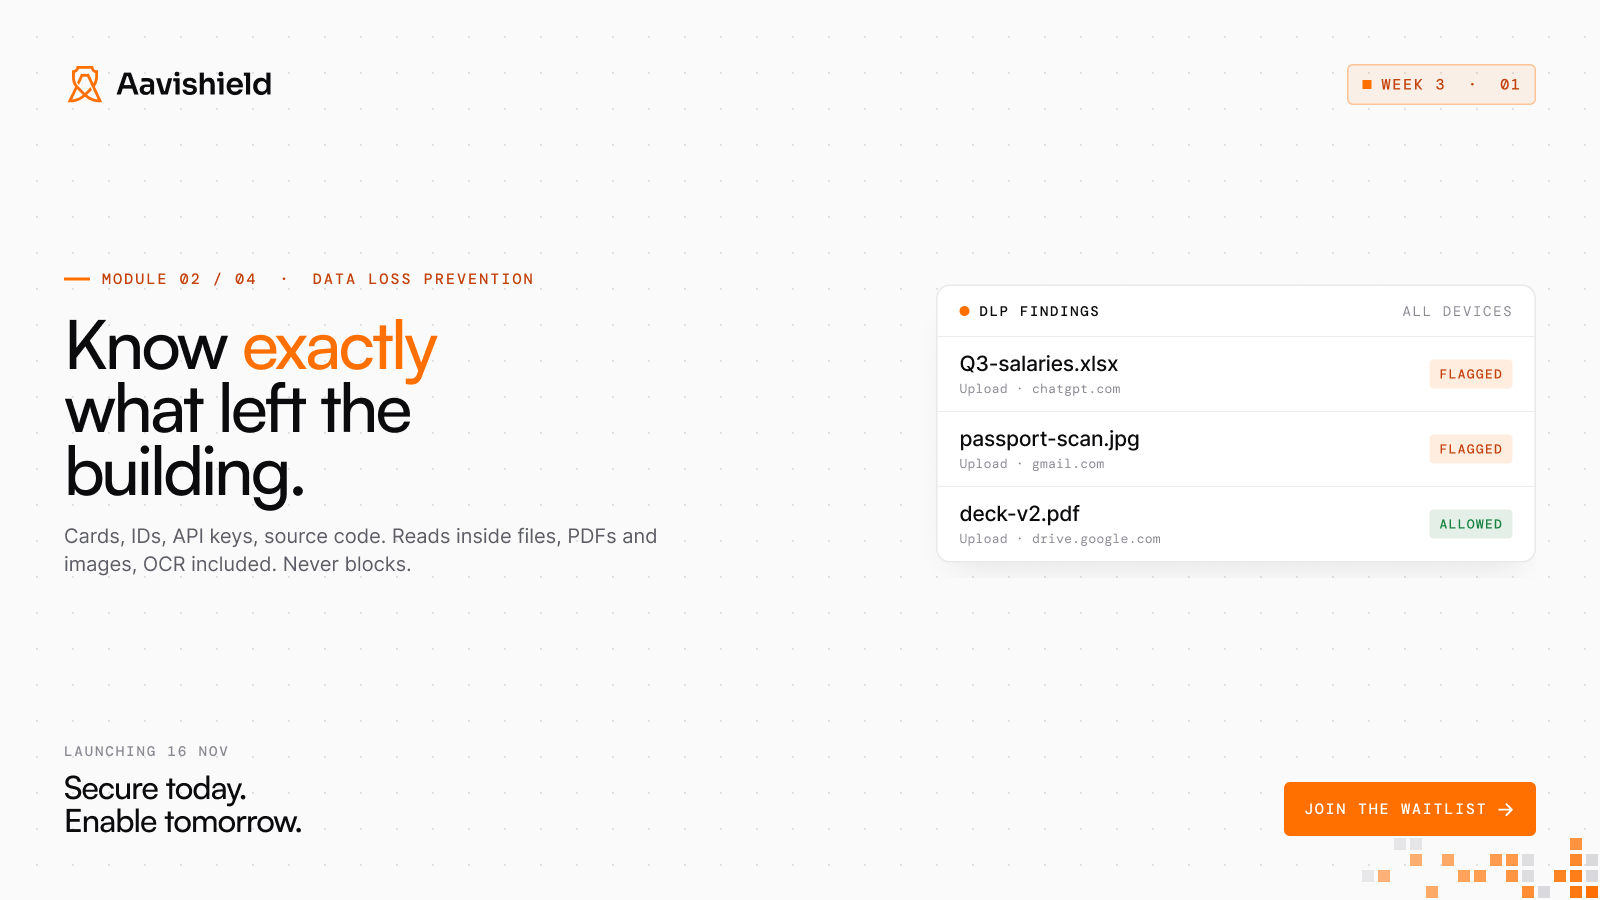 Aavishield
WEEK 3 · 01
MODULE 02 / 04 · DATA LOSS PREVENTION
Know exactly
what left the
building.
Cards, IDs, API keys, source code. Reads inside files, PDFs and
images, OCR included. Never blocks.
DLP FINDINGS
ALL DEVICES
Q3-salaries.xlsx
Upload · chatgpt.com
FLAGGED
passport-scan.jpg
Upload · gmail.com
FLAGGED
deck-v2.pdf
Upload · drive.google.com
ALLOWED
LAUNCHING 16 NOV
Secure today.
Enable tomorrow.
JOIN THE WAITLIST →